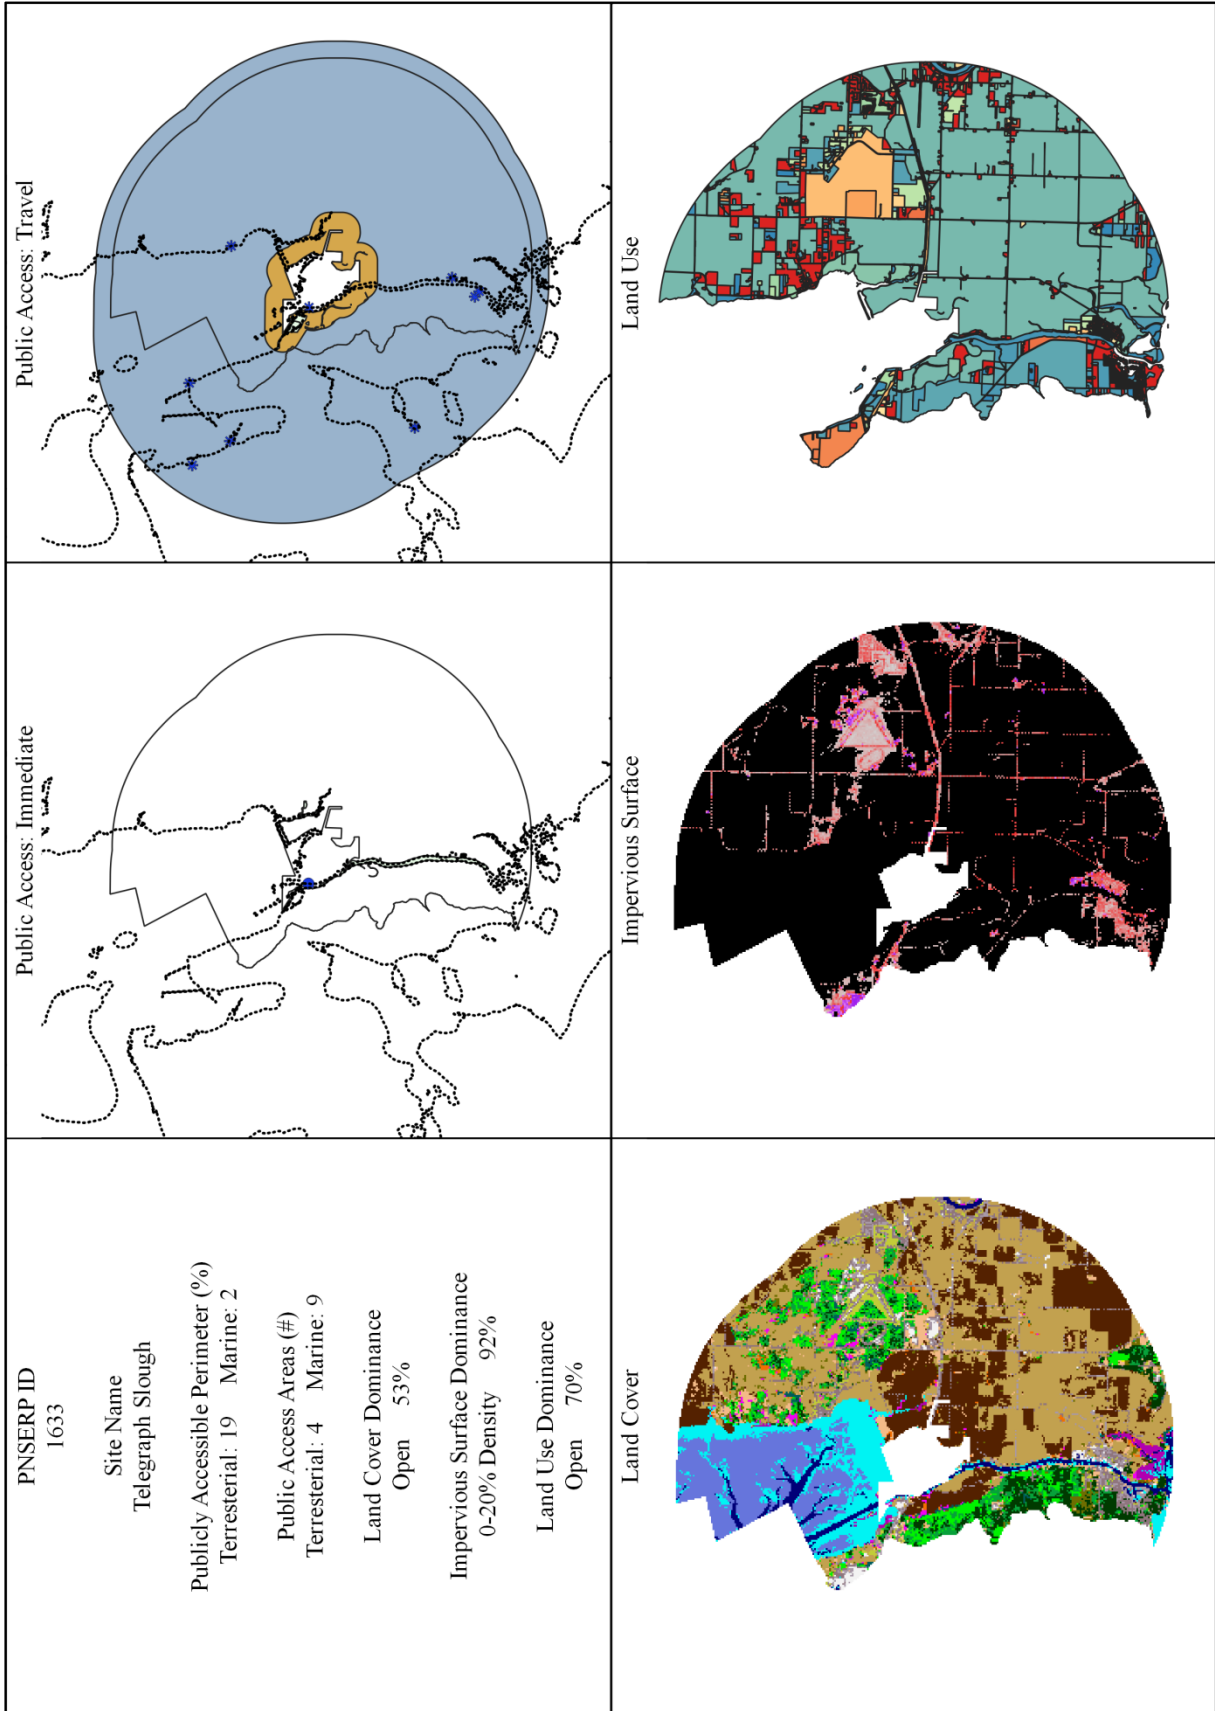 PNSERP ID
1633
Site Name
Telegraph Slough
Publicly Accessible Perimeter (%)
Terresterial: 19 Marine: 2
Public Access Areas (#)
Terresterial: 4 Marine: 9
Land Cover Dominance
Open 53%
Impervious Surface Dominance
0-20% Density 92%
Land Use Dominance
Open 70%
Public Access: Immediate
Public Access: Travel
Land Cover
Impervious Surface
Land Use